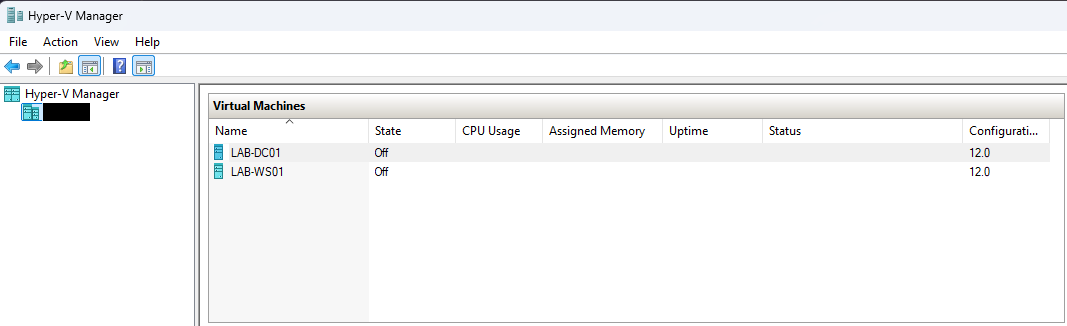 Hyper-V Manager
File Action View Help
Hyper-V Manager
Virtual Machines
Name State CPU Usage Assigned Memory Uptime Status Configurati...
LAB-DC01 Off 12.0
LAB-WS01 Off 12.0